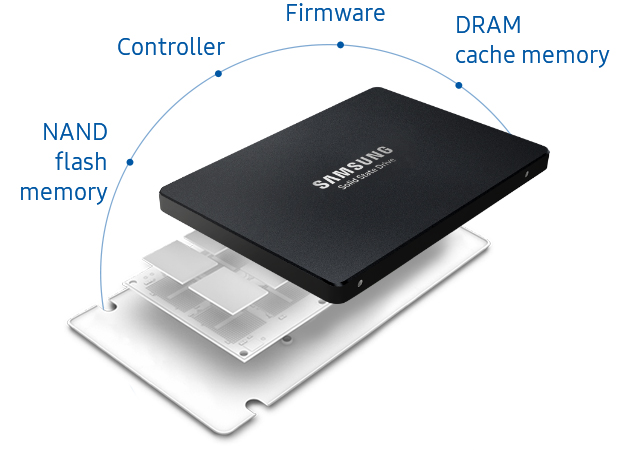 Firmware
DRAM
cache memory
Controller
NAND
flash
memory
SAMSUNG
Solid State Drive